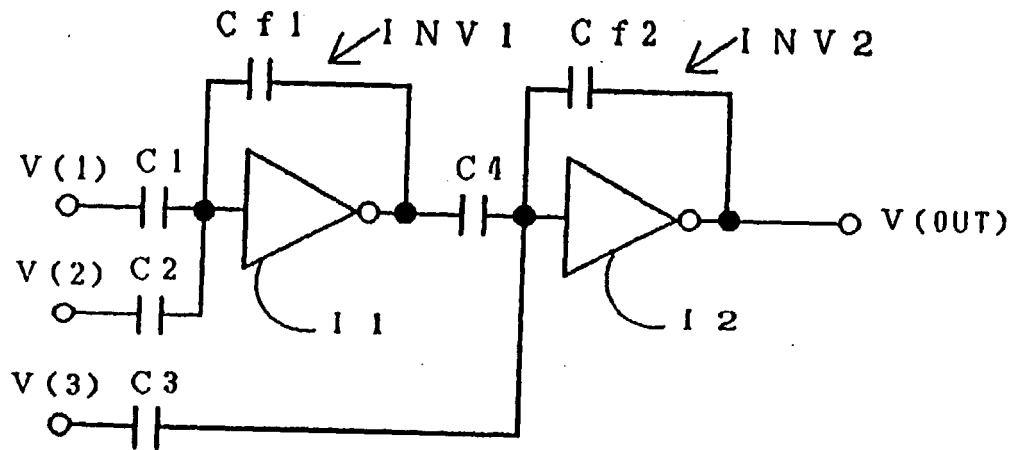 Cf1
INV1
Cf2
INV2
V(1)
C1
C4
V(OUT)
V(2)
C2
I1
I2
V(3)
C3